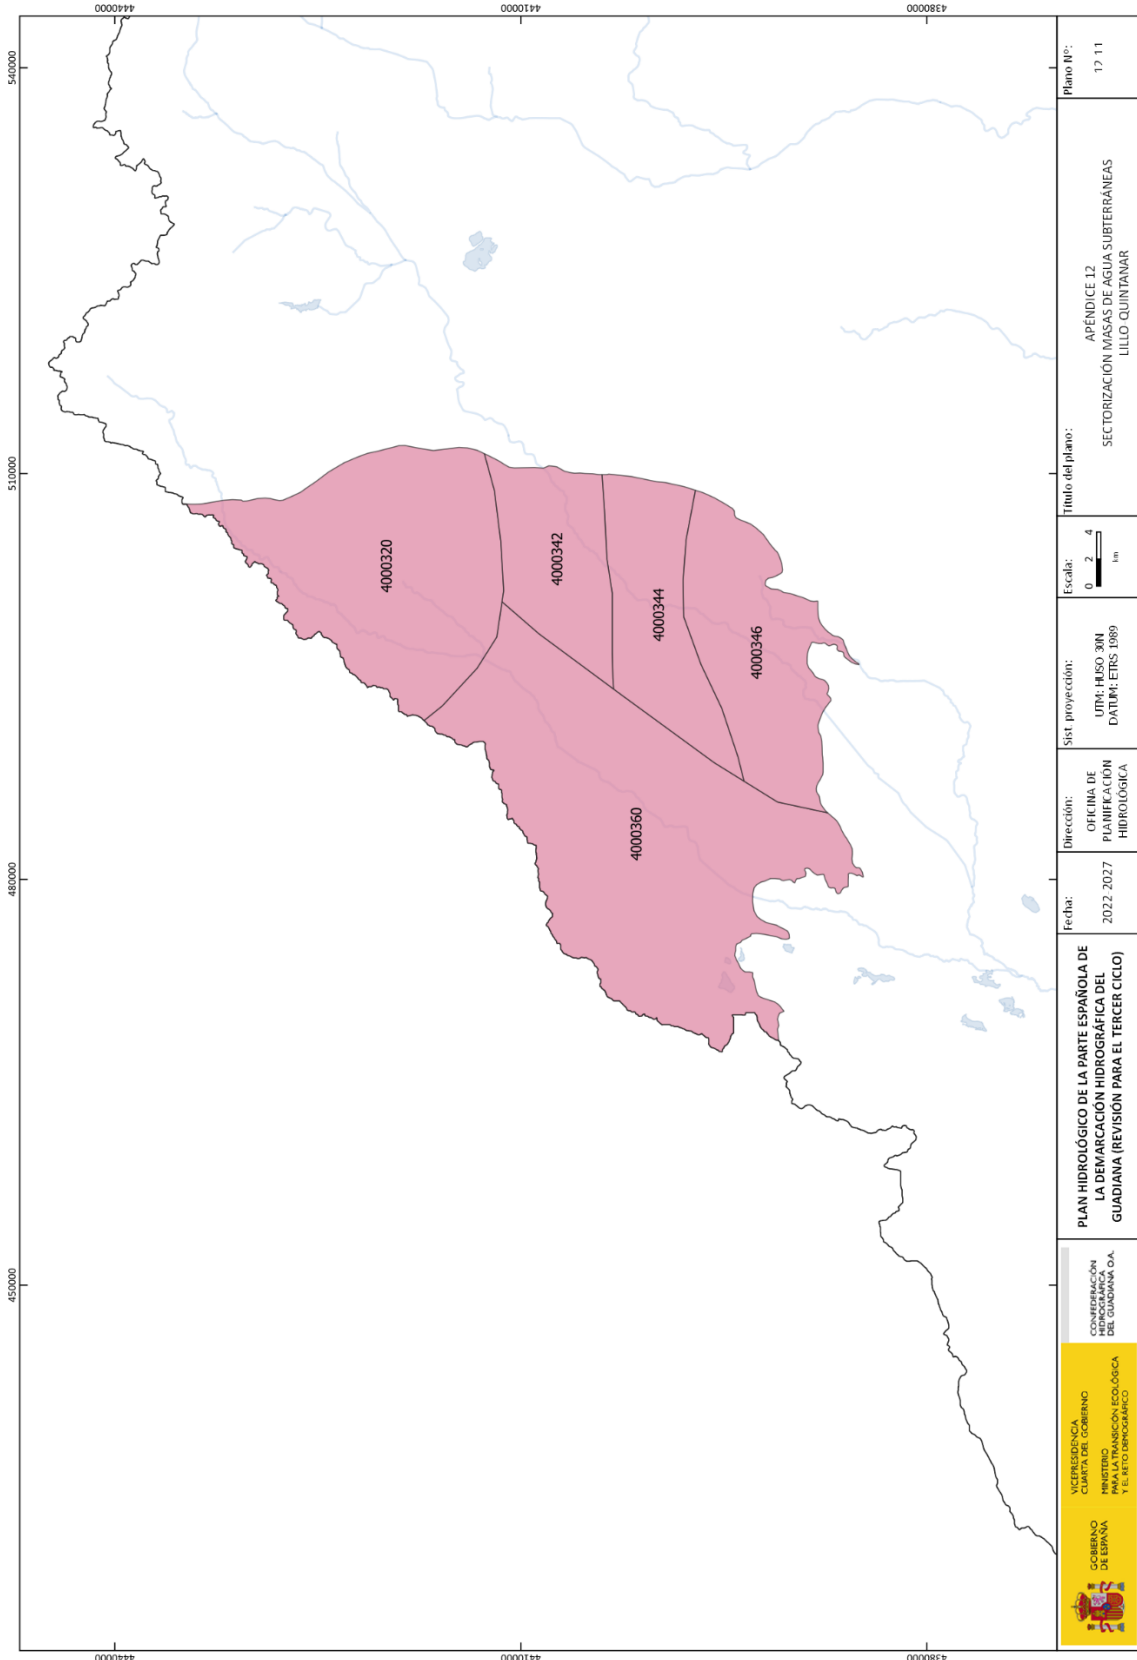 4440000
4410000
4380000
450000
480000
510000
540000
4000320
4000342
4000344
4000346
4000360
4440000
4410000
4380000
GOBIERNO
DE ESPAÑA
VICEPRESIDENCIA
CUARTA DEL GOBIERNO
MINISTERIO
PARA LA TRANSICIÓN ECOLÓGICA
Y EL RETO DEMOGRÁFICO
CONFEDERACIÓN
HIDROGRÁFICA
DEL GUADIANA O.A.
PLAN HIDROLÓGICO DE LA PARTE ESPAÑOLA DE
LA DEMARCACIÓN HIDROGRÁFICA DEL
GUADIANA (REVISIÓN PARA EL TERCER CICLO)
Fecha:
2022-2027
Dirección:
OFICINA DE
PLANIFICACIÓN
HIDROLÓGICA
Sist. proyección:
UTM: HUSO 30N
DATUM: ETRS 1989
Escala:
0 2 4
km
Título del plano:
APÉNDICE 12
SECTORIZACIÓN MASAS DE AGUA SUBTERRÁNEAS
LILLO-QUINTANAR
Plano Nº:
12.11